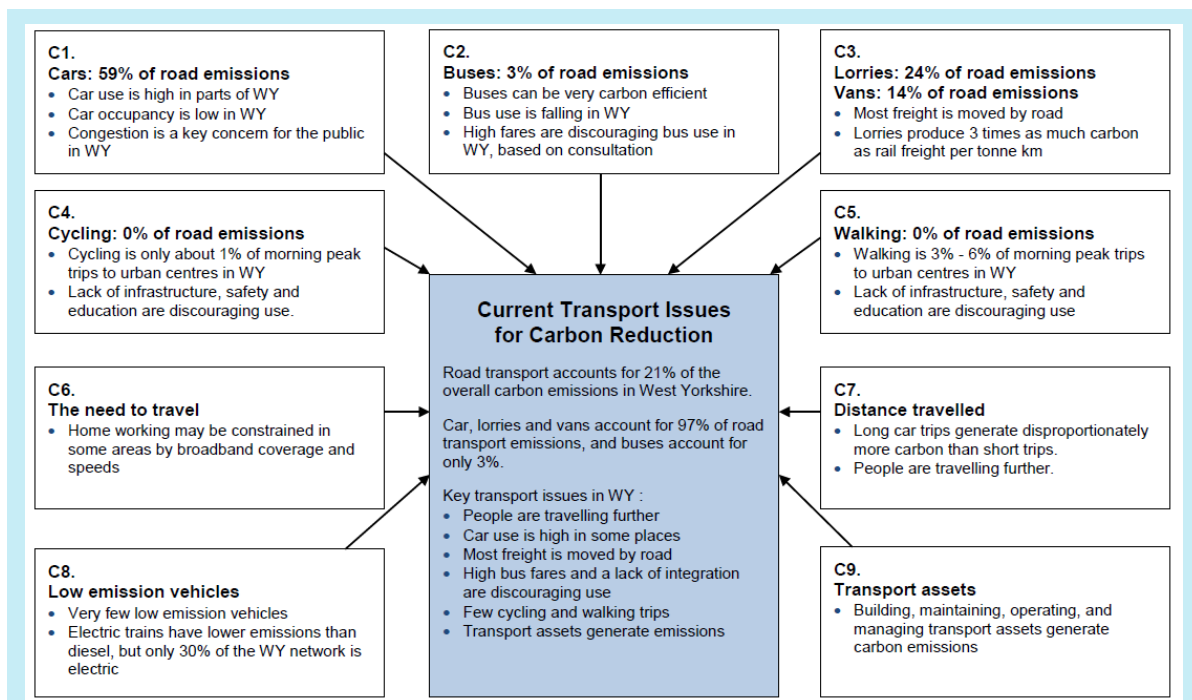 C1.
Cars: 59% of road emissions
• Car use is high in parts of WY
• Car occupancy is low in WY
• Congestion is a key concern for the public
in WY
C2.
Buses: 3% of road emissions
• Buses can be very carbon efficient
• Bus use is falling in WY
• High fares are discouraging bus use in
WY, based on consultation
C3.
Lorries: 24% of road emissions
Vans: 14% of road emissions
• Most freight is moved by road
• Lorries produce 3 times as much carbon
as rail freight per tonne km
C4.
Cycling: 0% of road emissions
• Cycling is only about 1% of morning peak
trips to urban centres in WY
• Lack of infrastructure, safety and
education are discouraging use.
C5.
Walking: 0% of road emissions
• Walking is 3% - 6% of morning peak trips
to urban centres in WY
• Lack of infrastructure, safety and
education are discouraging use
Current Transport Issues
for Carbon Reduction
Road transport accounts for 21% of the
overall carbon emissions in West Yorkshire.
Car, lorries and vans account for 97% of road
transport emissions, and buses account for
only 3%.
Key transport issues in WY :
• People are travelling further
• Car use is high in some places
• Most freight is moved by road
• High bus fares and a lack of integration
are discouraging use
• Few cycling and walking trips
• Transport assets generate emissions
C6.
The need to travel
• Home working may be constrained in
some areas by broadband coverage and
speeds
C7.
Distance travelled
• Long car trips generate disproportionately
more carbon than short trips.
• People are travelling further.
C8.
Low emission vehicles
• Very few low emission vehicles
• Electric trains have lower emissions than
diesel, but only 30% of the WY network is
electric
C9.
Transport assets
• Building, maintaining, operating, and
managing transport assets generate
carbon emissions